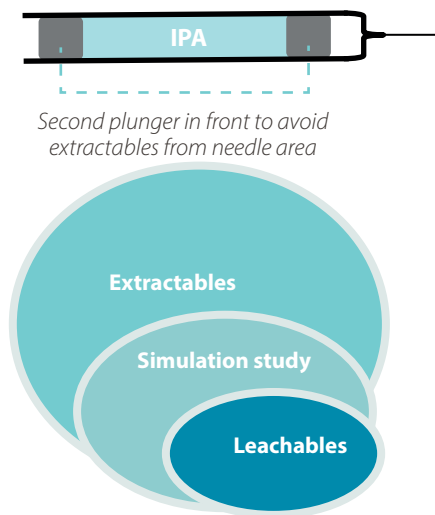 IPA
Second plunger in front to avoid
extractables from needle area
Extractables
Simulation study
Leachables